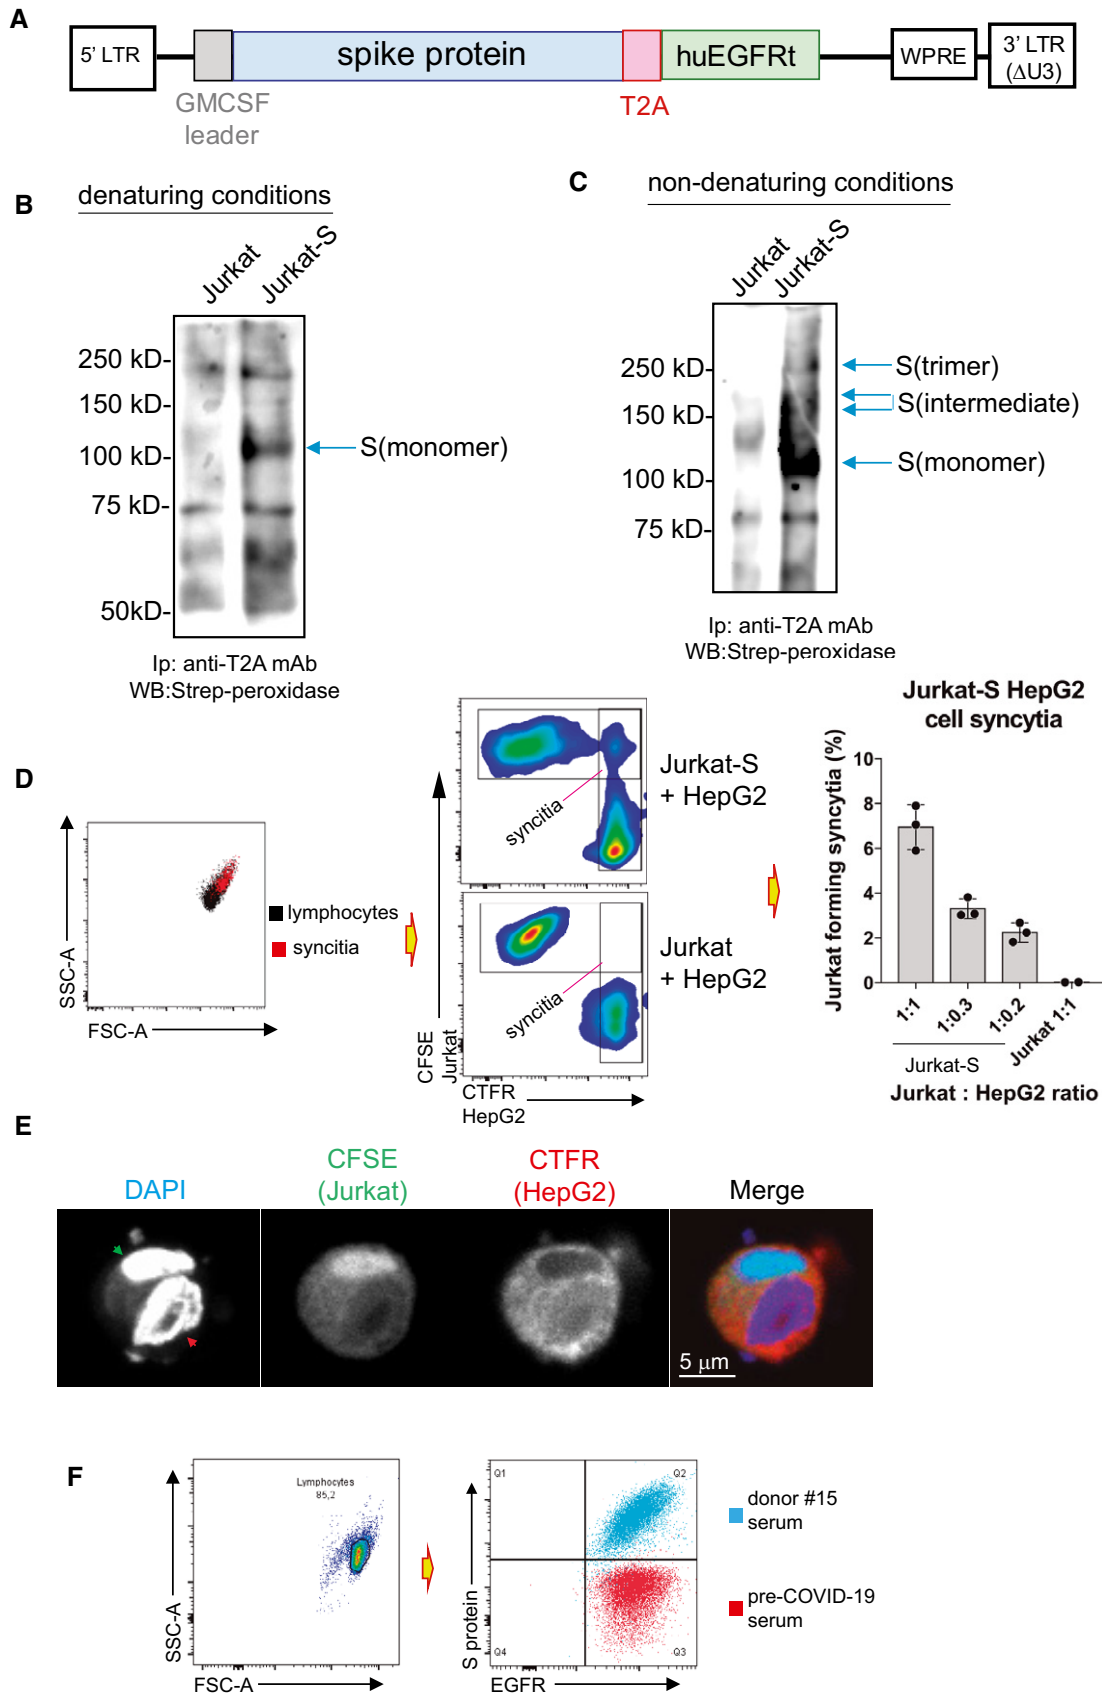 A
5' LTR
spike protein
huEGFRt
WPRE
3' LTR
(ΔU3)
GMCSF
leader
T2A
B
denaturing conditions
Jurkat
Jurkat-S
250 kD-
150 kD-
100 kD-
75 kD-
50kD-
S(monomer)
Ip: anti-T2A mAb
WB:Strep-peroxidase
C
non-denaturing conditions
Jurkat
Jurkat-S
250 kD-
150 kD-
100 kD-
75 kD-
S(trimer)
S(intermediate)
S(monomer)
Ip: anti-T2A mAb
WB:Strep-peroxidase
D
SSC-A
FSC-A
lymphocytes
syncitia
syncitia
Jurkat-S
+ HepG2
syncitia
Jurkat
+ HepG2
CFSE
Jurkat
CTFR
HepG2
Jurkat-S HepG2
cell syncytia
Jurkat forming syncytia (%)
10
8
6
4
2
0
1:1
1:0.3
1:0.2
Jurkat 1:1
Jurkat-S
Jurkat : HepG2 ratio
E
DAPI
CFSE
(Jurkat)
CTFR
(HepG2)
Merge
5 μm
F
SSC-A
FSC-A
Lymphocytes
85,2
S protein
EGFR
Q1
Q2
Q4
Q3
donor #15
serum
pre-COVID-19
serum